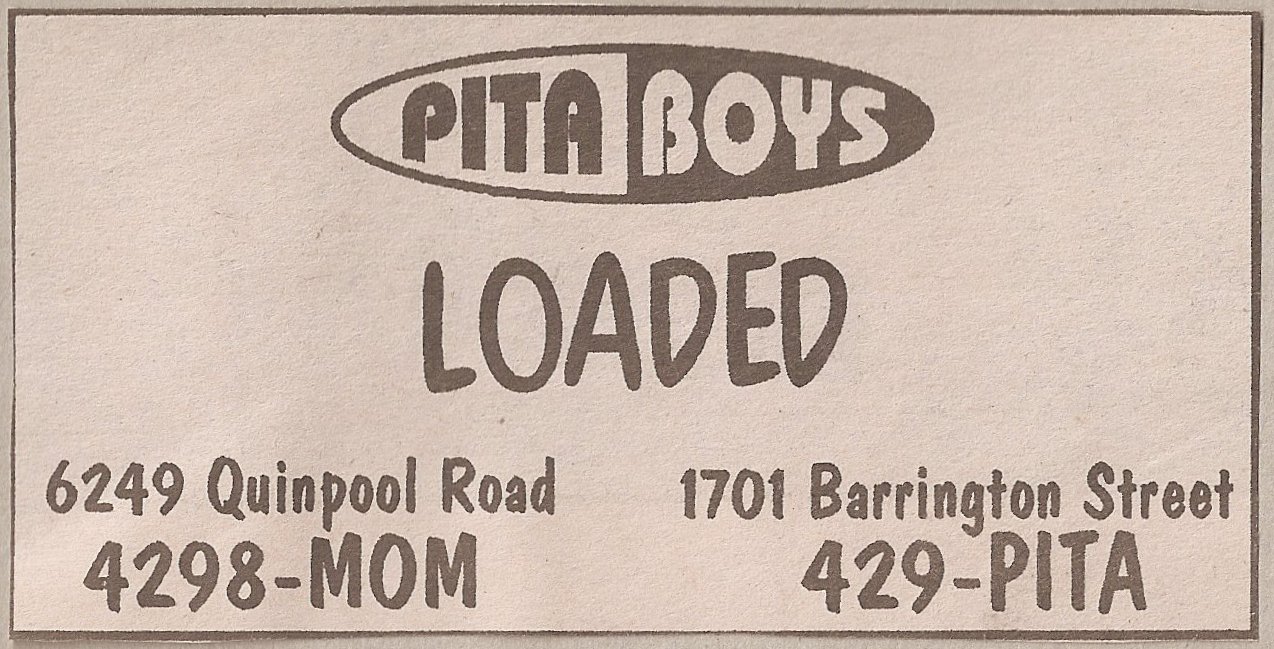 PITA BOYS
LOADED
6249 Quinpool Road
4298-MOM
1701 Barrington Street
429-PITA